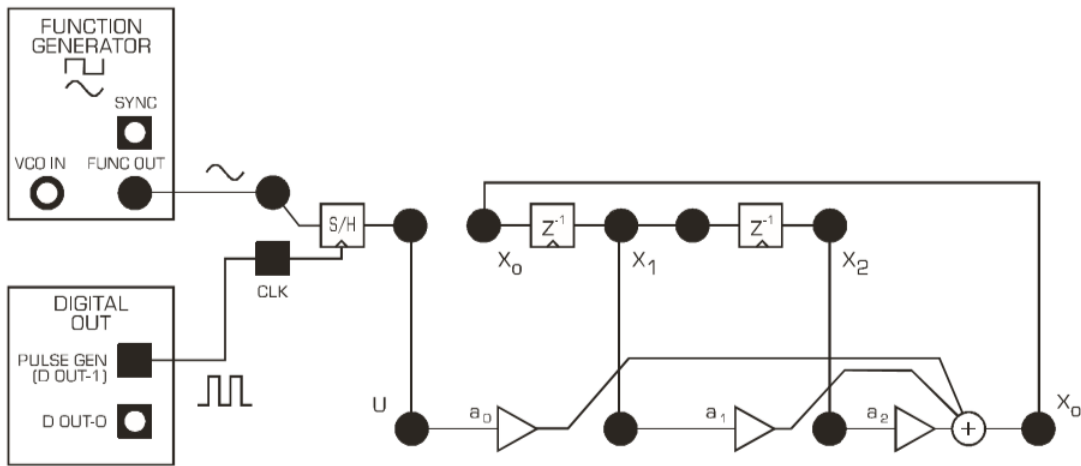 FUNCTION
GENERATOR
SYNC
VCO IN
FUNC OUT
S/H
CLK
DIGITAL
OUT
PULSE GEN
(D OUT-1)
D OUT-0
Z⁻¹
Z⁻¹
X₀
X₁
X₂
U
a₀
a₁
a₂
+
X₀